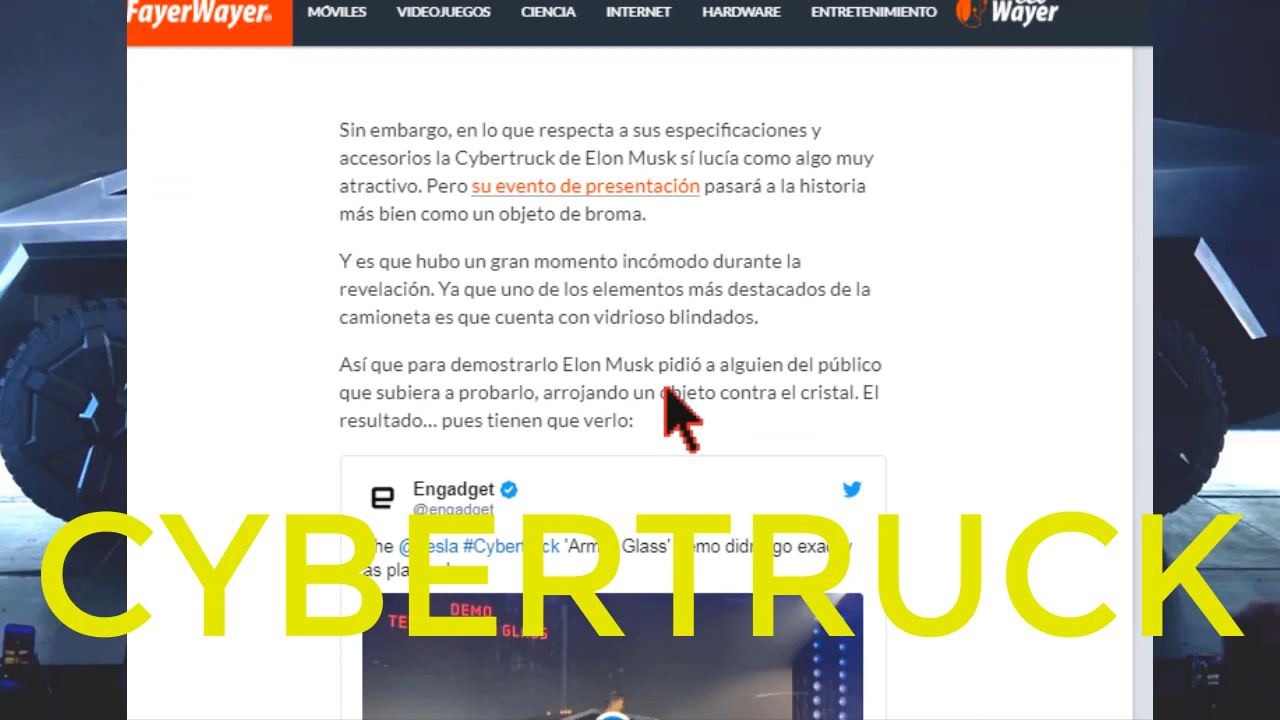 FayerWayer
MÓVILES VIDEOJUEGOS CIENCIA INTERNET HARDWARE ENTRETENIMIENTO
Wayer
Sin embargo, en lo que respecta a sus especificaciones y
accesorios la Cybertruck de Elon Musk sí lucía como algo muy
atractivo. Pero su evento de presentación pasará a la historia
más bien como un objeto de broma.
Y es que hubo un gran momento incómodo durante la
revelación. Ya que uno de los elementos más destacados de la
camioneta es que cuenta con vidrioso blindados.
Así que para demostrarlo Elon Musk pidió a alguien del público
que subiera a probarlo, arrojando un objeto contra el cristal. El
resultado... pues tienen que verlo:
Engadget
@engadget
#Cybertruck Glass'
CYBERTRUCK
DEMO
GLASS